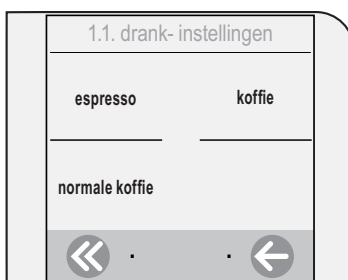 1.1. drank- instellingen
espresso koffie
normale koffie